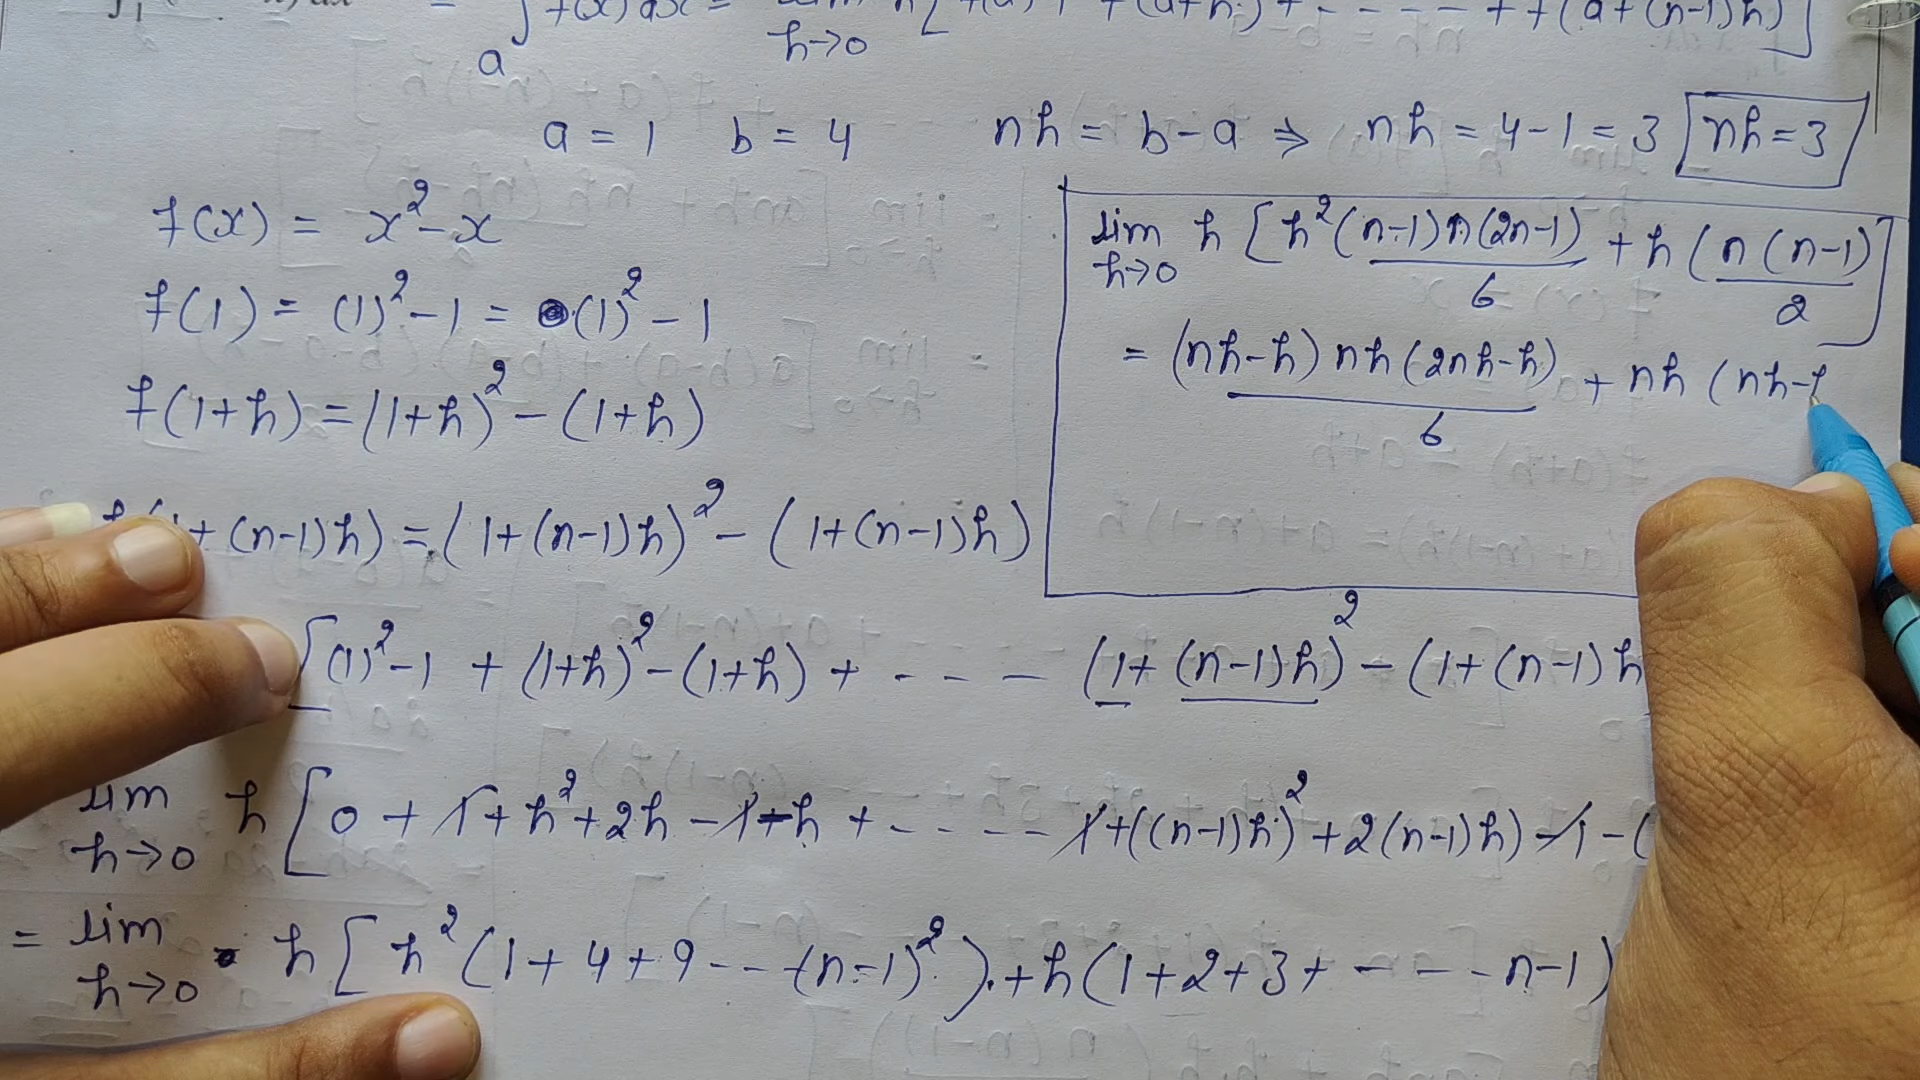 ∫ f(x) dx = lim h [ f(a) + f(a+h) + - - - - - + f(a+(n-1)h) ]
a h→0
a = 1 b = 4 nh = b-a ⇒ nh = 4-1 = 3 nh=3
f(x) = x²-x
f(1) = (1)²-1 = (1)²-1
f(1+h) = (1+h)² - (1+h)
+ (n-1)h) = (1+(n-1)h)² - (1+(n-1)h)
lim h→0 h [ h² (n-1)n(2n-1)/6 + h ( n(n-1)/2 ]
= (nh-h) nh (2nh-h)/6 + nh (nh-
[ (1)²-1 + (1+h)²-(1+h) + - - - - (1+ (n-1)h)² - (1+(n-1)h
lim h→0 h [ 0 + 1+h²+2h -1-h + - - - - - 1+((n-1)h)²+2(n-1)h) -1-(
= lim h→0 h [ h² (1+4+9 - - - (n-1)²) + h(1+2+3+ - - - n-1)